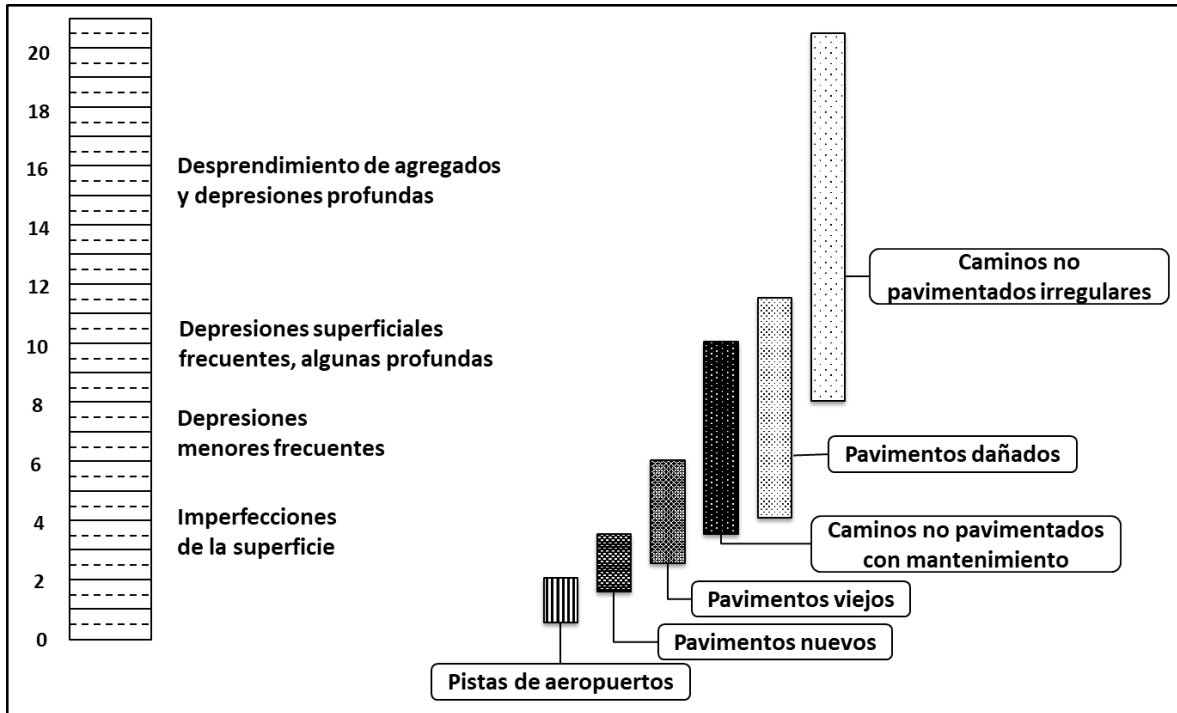 20
18
16
14
12
10
8
6
4
2
0
Desprendimiento de agregados
y depresiones profundas
Depresiones superficiales
frecuentes, algunas profundas
Depresiones
menores frecuentes
Imperfecciones
de la superficie
Caminos no
pavimentados irregulares
Pavimentos dañados
Caminos no pavimentados
con mantenimiento
Pavimentos viejos
Pavimentos nuevos
Pistas de aeropuertos